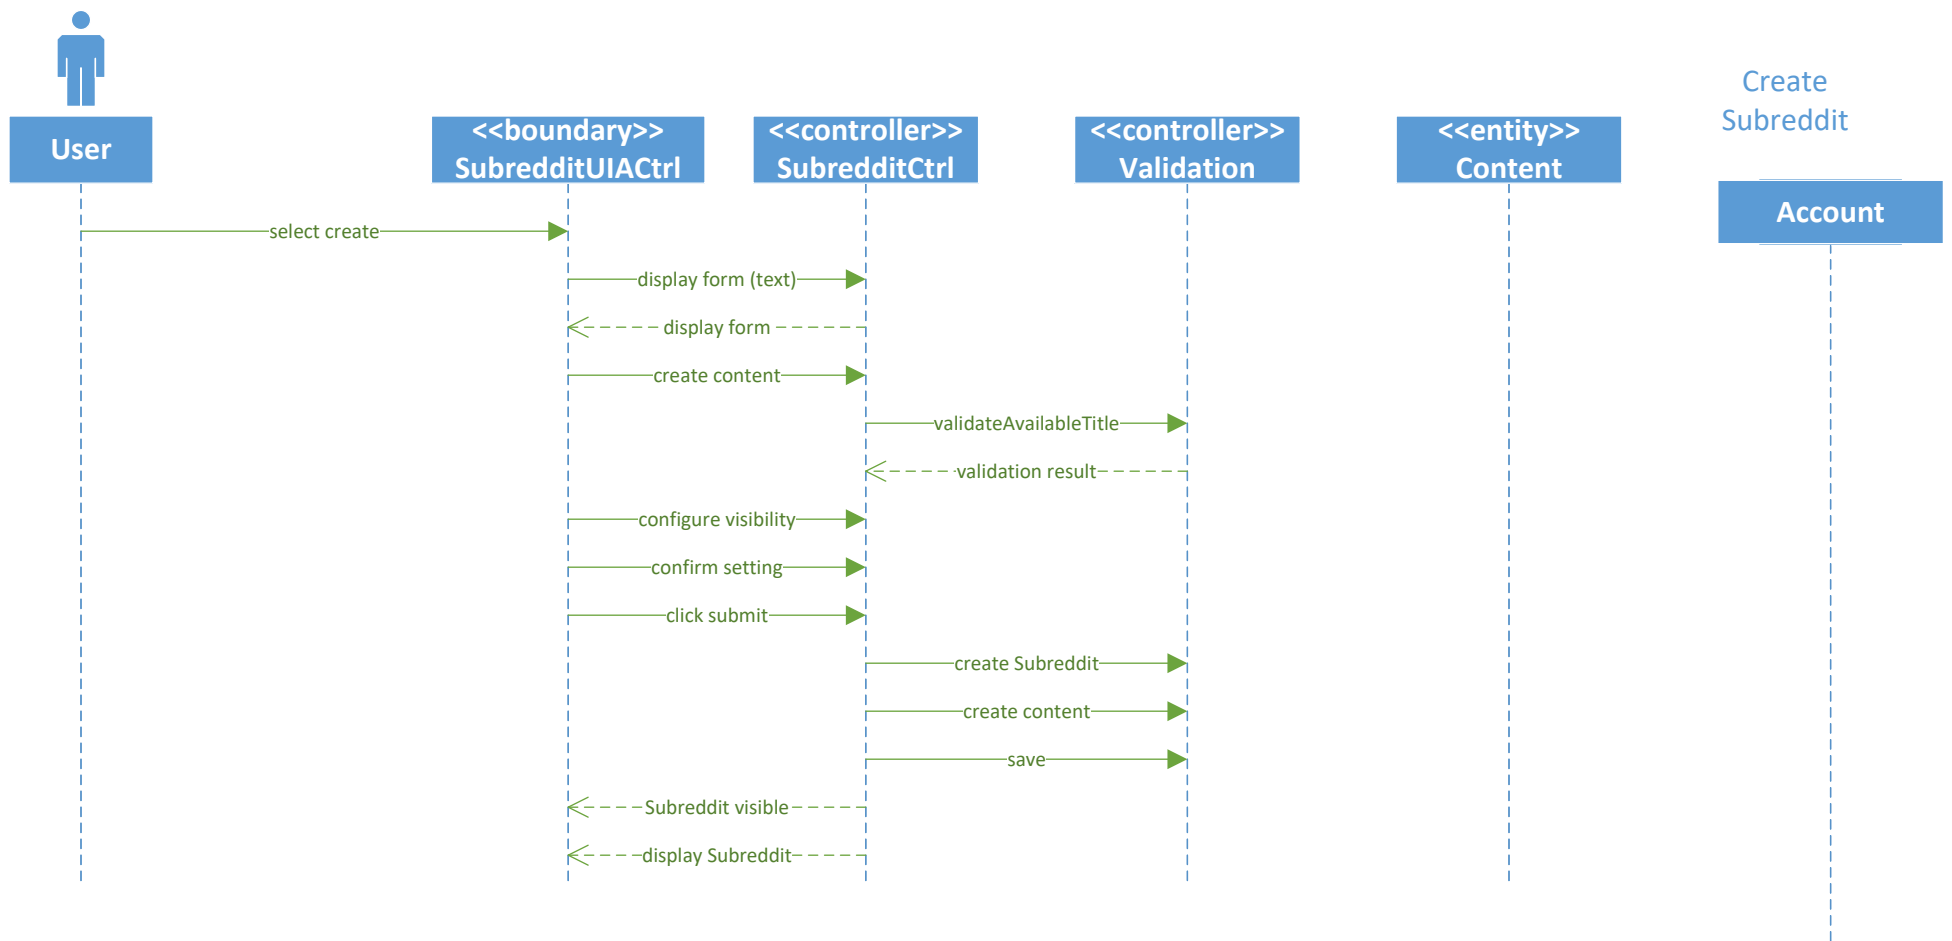 Create
Subreddit
User
<<boundary>>
SubredditUIACtrl
<<controller>>
SubredditCtrl
<<controller>>
Validation
<<entity>>
Content
Account
select create
display form (text)
display form
create content
validateAvailableTitle
validation result
configure visibility
confirm setting
click submit
create Subreddit
create content
save
Subreddit visible
display Subreddit